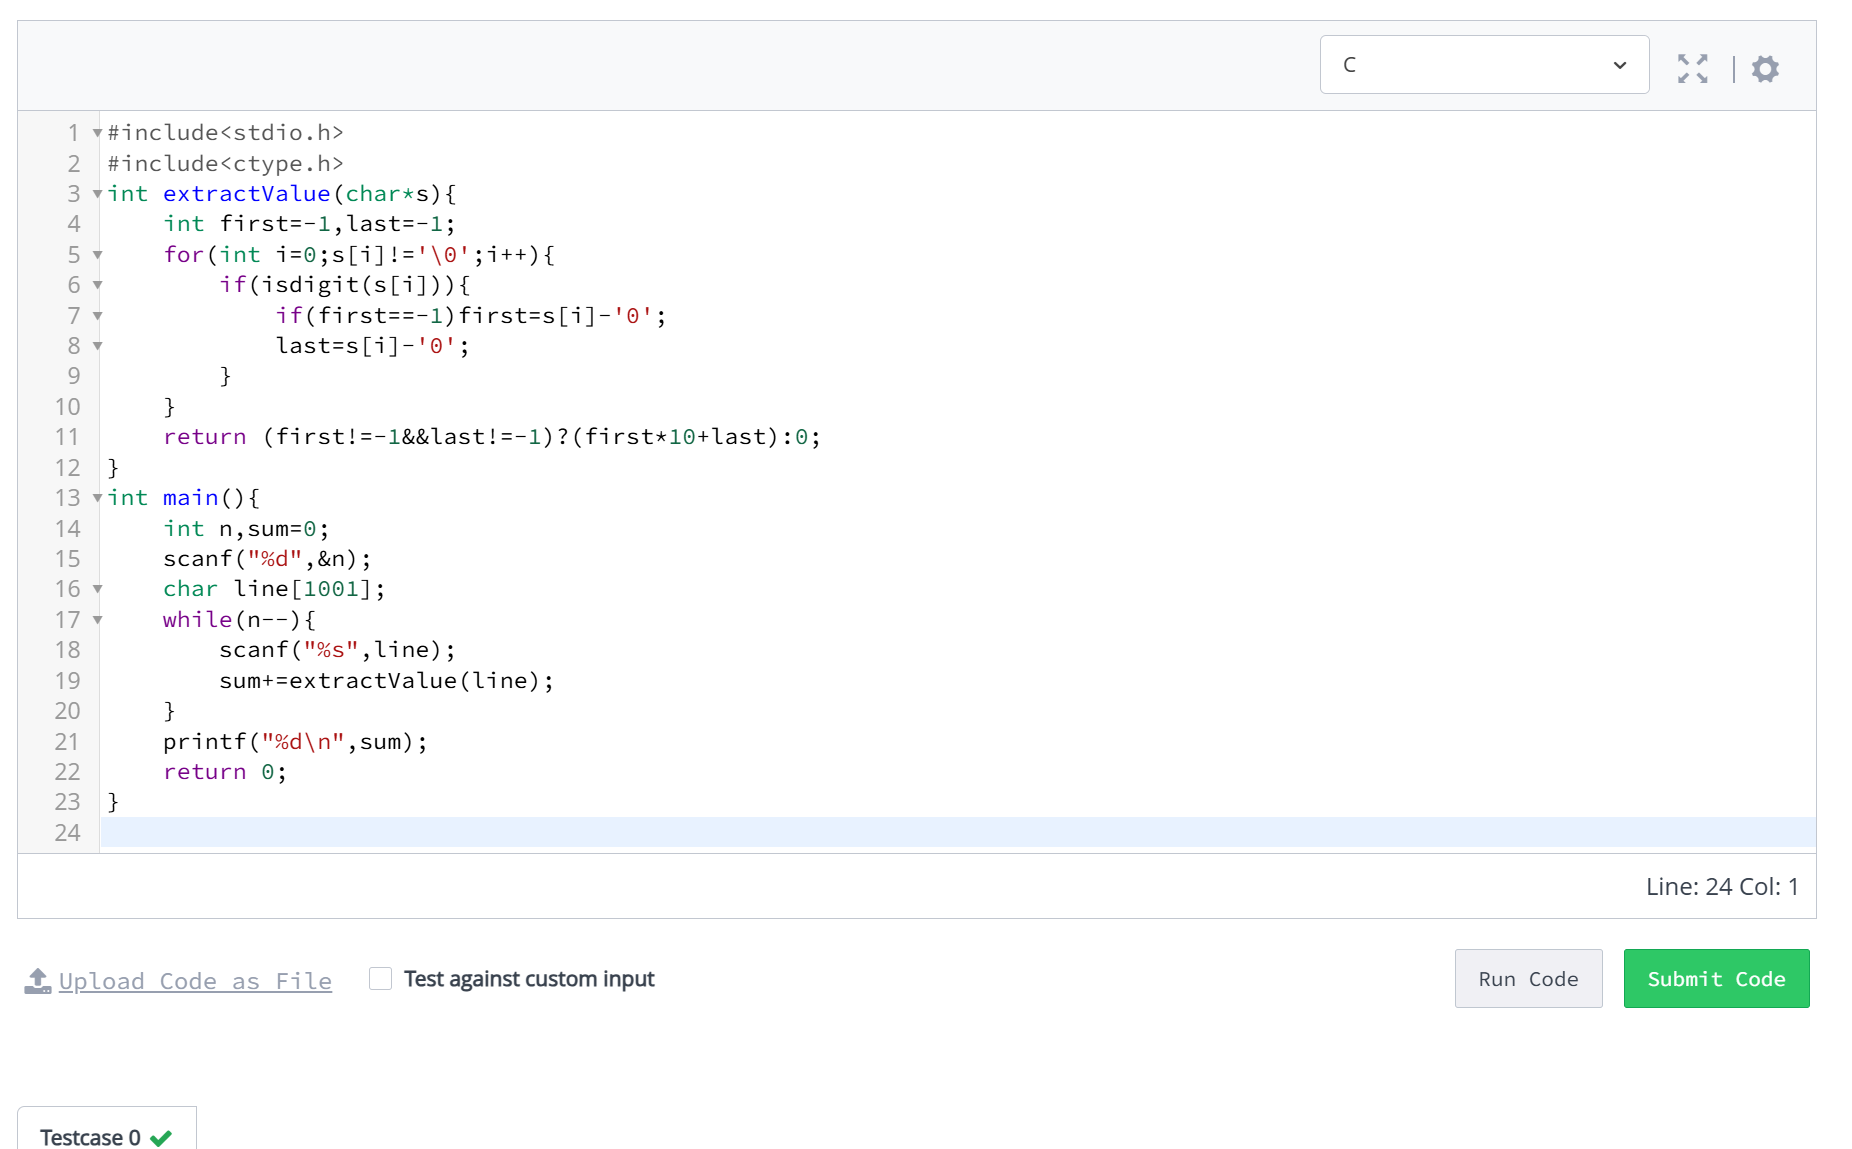 C
1 #include<stdio.h>
2 #include<ctype.h>
3 int extractValue(char*s){
4     int first=-1,last=-1;
5     for(int i=0;s[i]!='\0';i++){
6         if(isdigit(s[i])){
7             if(first==-1)first=s[i]-'0';
8             last=s[i]-'0';
9         }
10     }
11     return (first!=-1&&last!=-1)?(first*10+last):0;
12 }
13 int main(){
14     int n,sum=0;
15     scanf("%d",&n);
16     char line[1001];
17     while(n--){
18         scanf("%s",line);
19         sum+=extractValue(line);
20     }
21     printf("%d\n",sum);
22     return 0;
23 }
24
Line: 24 Col: 1
Upload Code as File Test against custom input Run Code Submit Code
Testcase 0